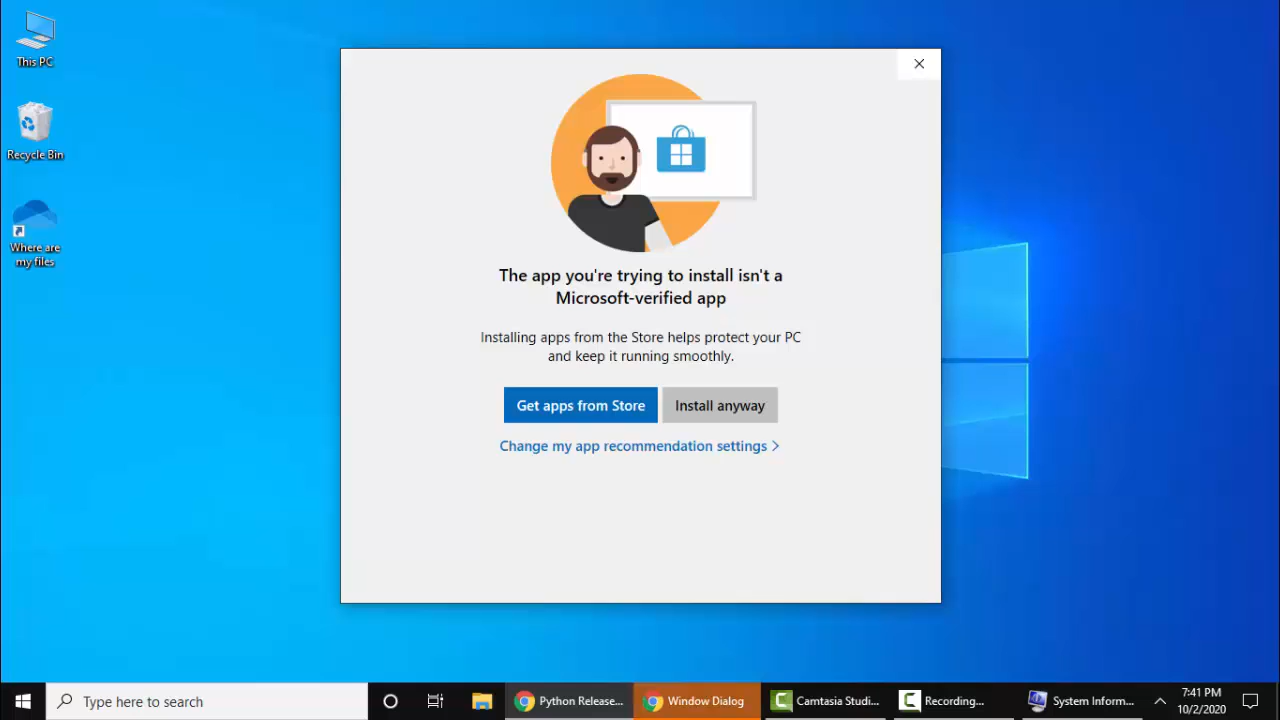 This PC
Recycle Bin
Where are
my files
The app you're trying to install isn't a
Microsoft-verified app
Installing apps from the Store helps protect your PC
and keep it running smoothly.
Get apps from Store
Install anyway
Change my app recommendation settings
Type here to search
Python Release...
Window Dialog
Camtasia Studi...
Recording...
System Inform...
7:41 PM
10/2/2020